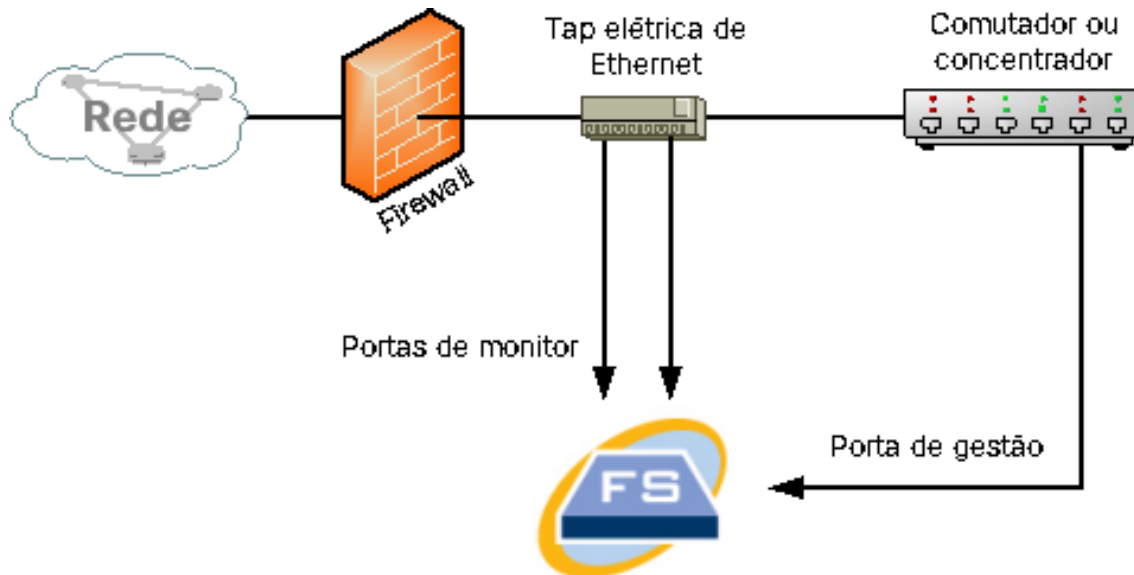 Tap elétrica de
Ethernet
Comutador ou
concentrador
Rede
Firewall
Portas de monitor
Porta de gestão
FS